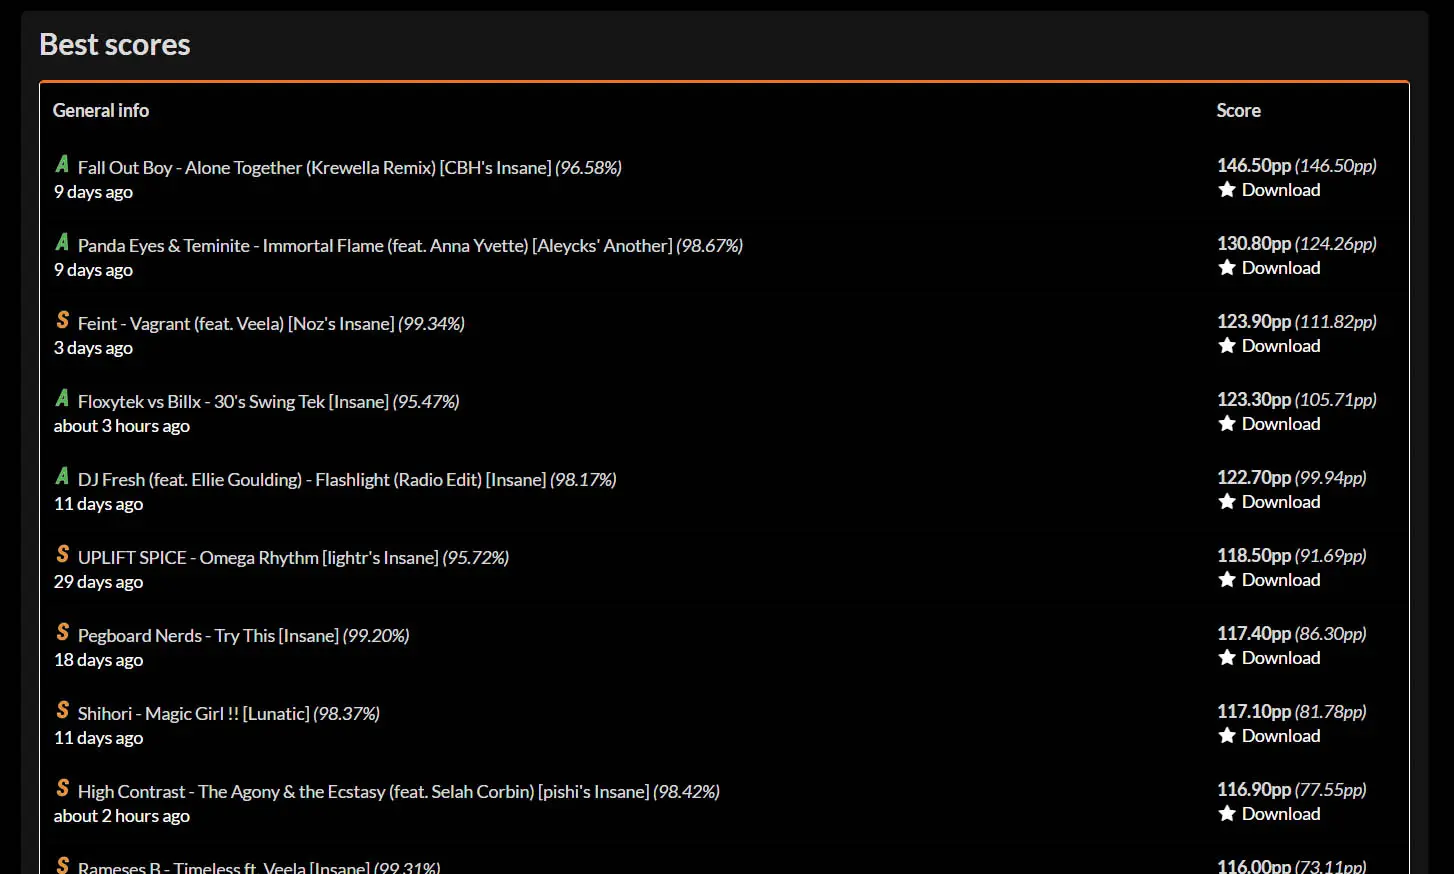 Best scores
General info Score
A Fall Out Boy - Alone Together (Krewella Remix) [CBH's Insane] (96.58%) 146.50pp (146.50pp)
9 days ago ★ Download
A Panda Eyes & Teminite - Immortal Flame (feat. Anna Yvette) [Aleycks' Another] (98.67%) 130.80pp (124.26pp)
9 days ago ★ Download
S Feint - Vagrant (feat. Veela) [Noz's Insane] (99.34%) 123.90pp (111.82pp)
3 days ago ★ Download
A Floxytek vs Billx - 30's Swing Tek [Insane] (95.47%) 123.30pp (105.71pp)
about 3 hours ago ★ Download
A DJ Fresh (feat. Ellie Goulding) - Flashlight (Radio Edit) [Insane] (98.17%) 122.70pp (99.94pp)
11 days ago ★ Download
S UPLIFT SPICE - Omega Rhythm [lightr's Insane] (95.72%) 118.50pp (91.69pp)
29 days ago ★ Download
S Pegboard Nerds - Try This [Insane] (99.20%) 117.40pp (86.30pp)
18 days ago ★ Download
S Shihori - Magic Girl !! [Lunatic] (98.37%) 117.10pp (81.78pp)
11 days ago ★ Download
S High Contrast - The Agony & the Ecstasy (feat. Selah Corbin) [pishi's Insane] (98.42%) 116.90pp (77.55pp)
about 2 hours ago ★ Download
S Rameses B - Timeless ft. Veela [Insane] (99.31%) 116.00pp (73.11pp)